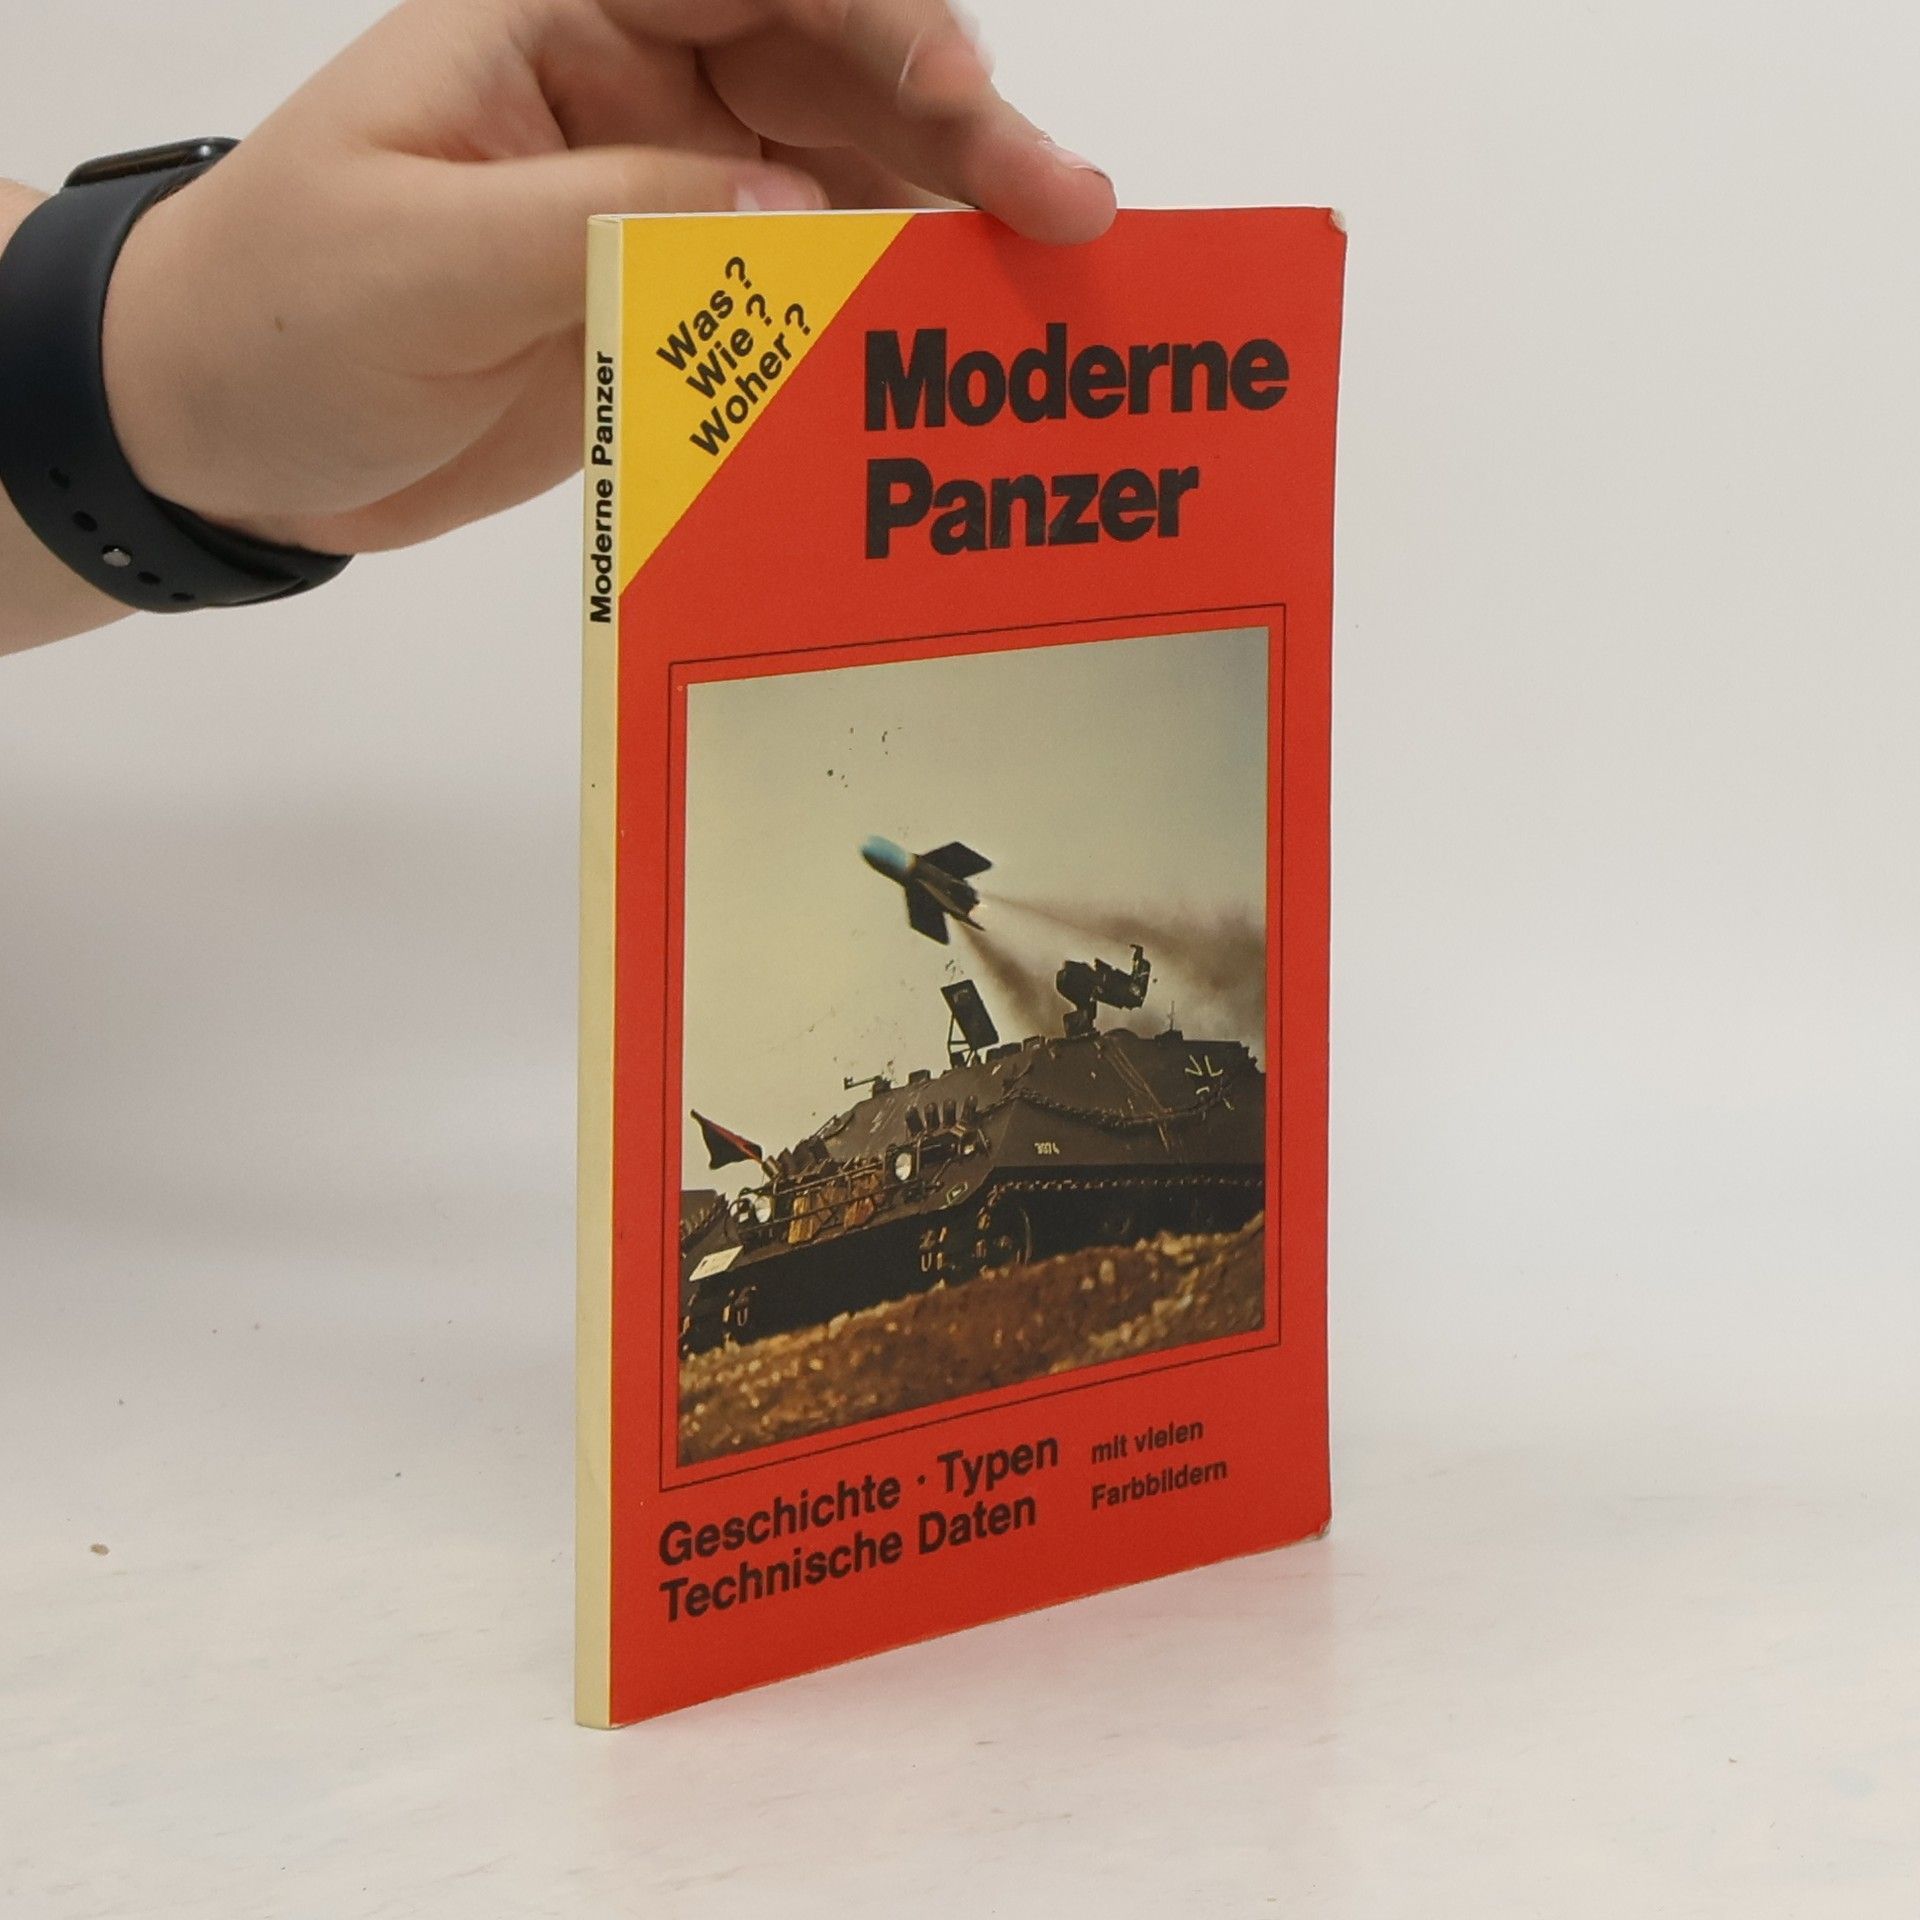 Moderne Panzer
Was?
Wie?
Woher?
Moderne
Panzer
Geschichte · Typen
Technische Daten
mit vielen
Farbbildern